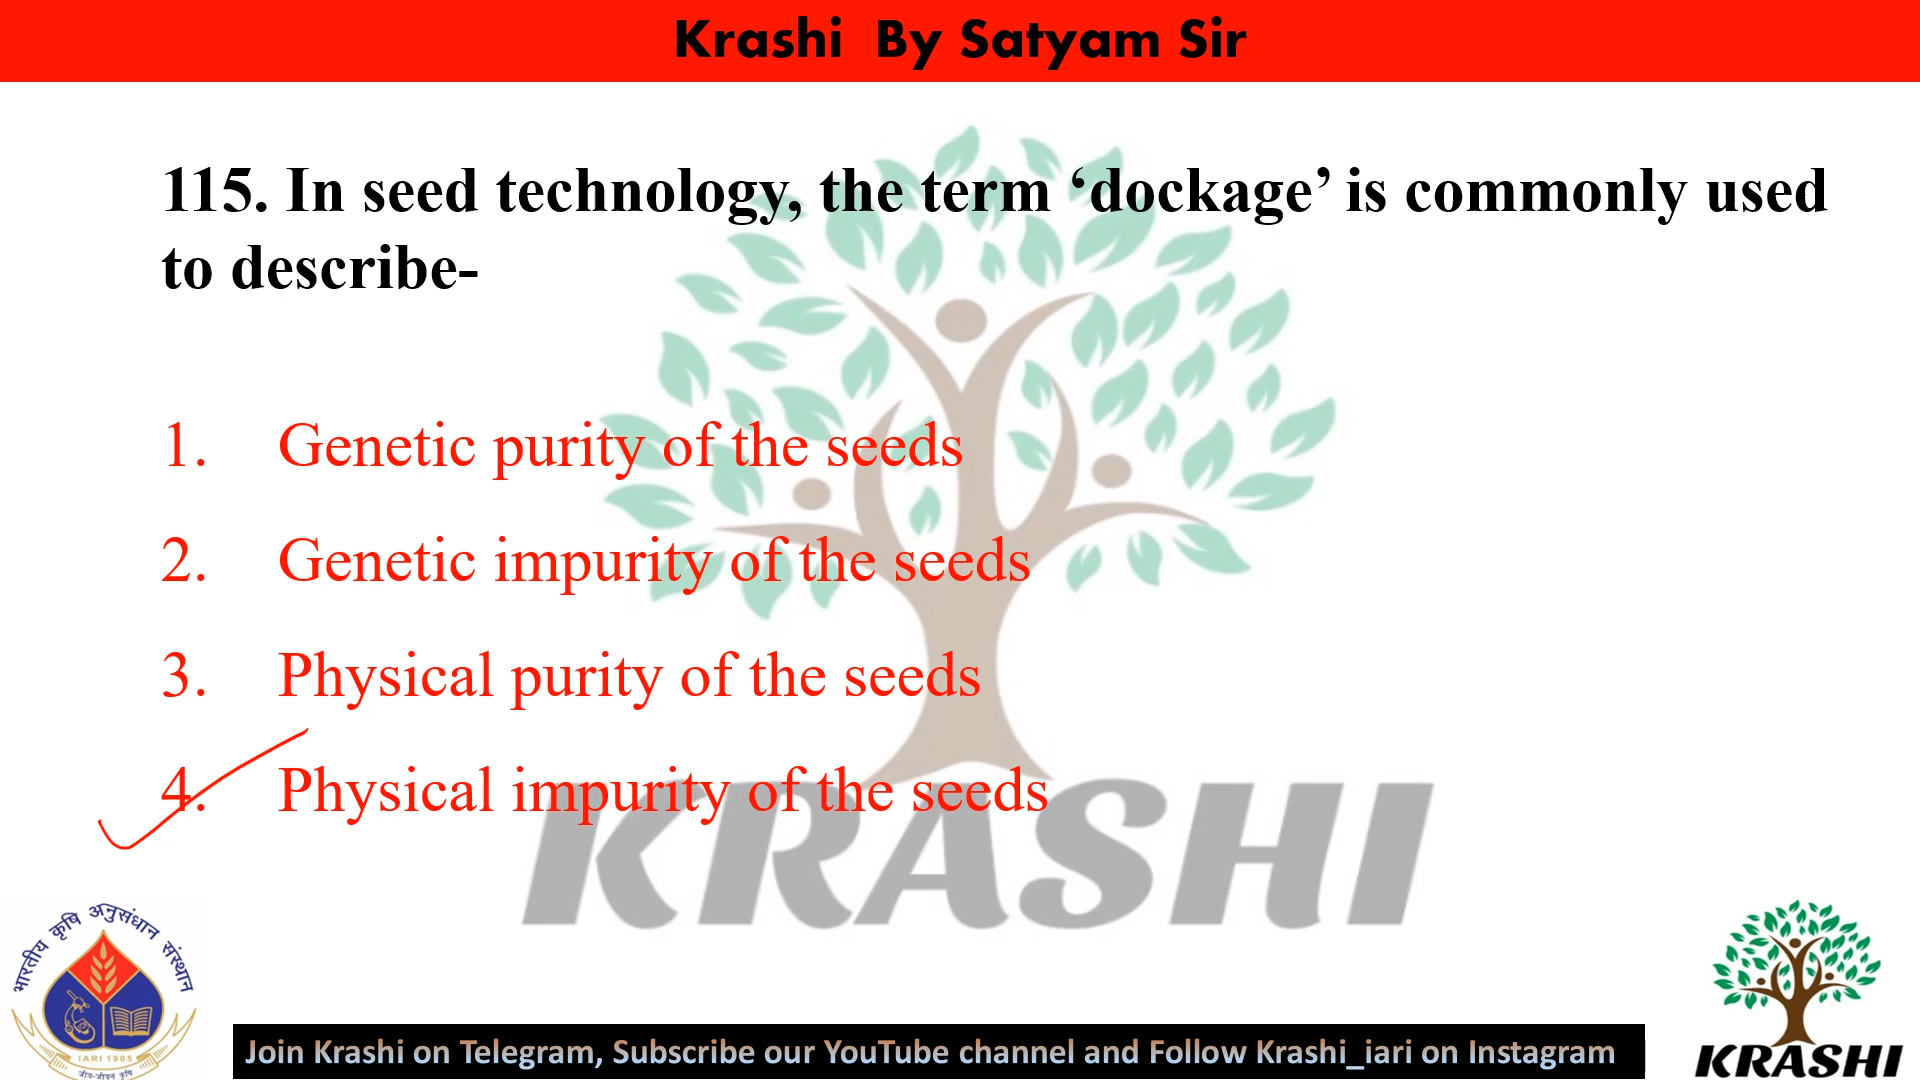 Krashi By Satyam Sir
115. In seed technology, the term ‘dockage’ is commonly used
to describe-
1. Genetic purity of the seeds
2. Genetic impurity of the seeds
3. Physical purity of the seeds
4. Physical impurity of the seeds
KRASHI
भारतीय कृषि अनुसंधान संस्थान
IARI 1905
जीव-जीवन कृषि
Join Krashi on Telegram, Subscribe our YouTube channel and Follow Krashi_iari on Instagram
KRASHI